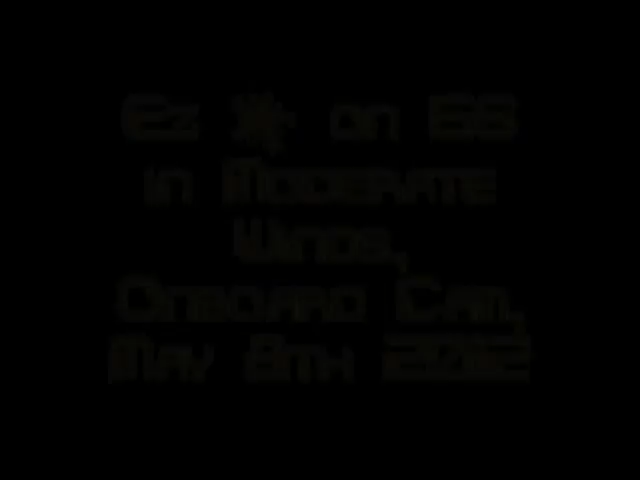 Ez * on 6S
in Moderate
Winds,
Onboard Cam,
May 8th 2012